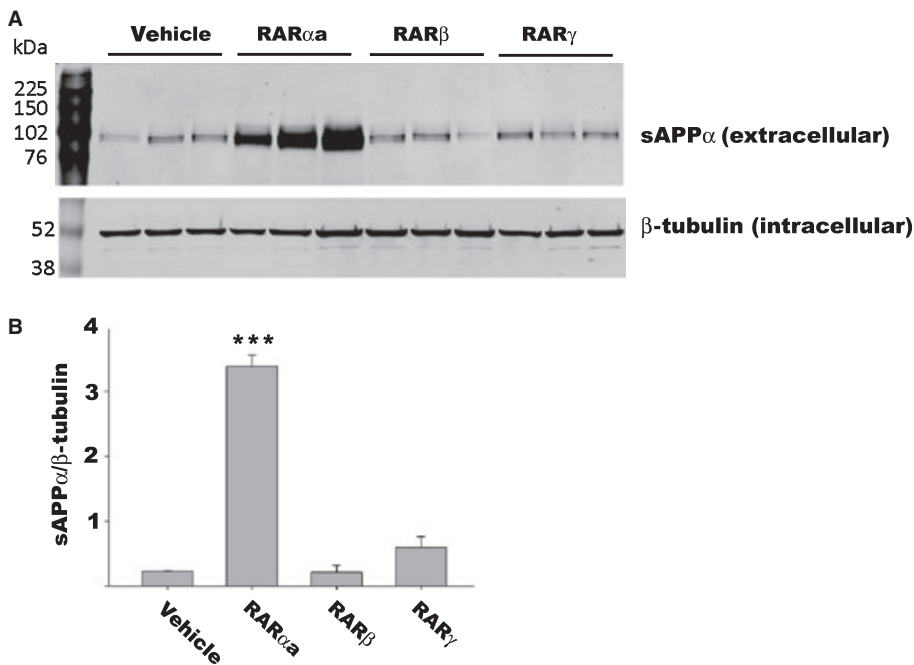 A
kDa
Vehicle RARαa RARβ RARγ
225
150
102
76
sAPPα (extracellular)
52
38
β-tubulin (intracellular)
B
sAPPα/β-tubulin
4
3
2
1
***
Vehicle
RARαa
RARβ
RARγ